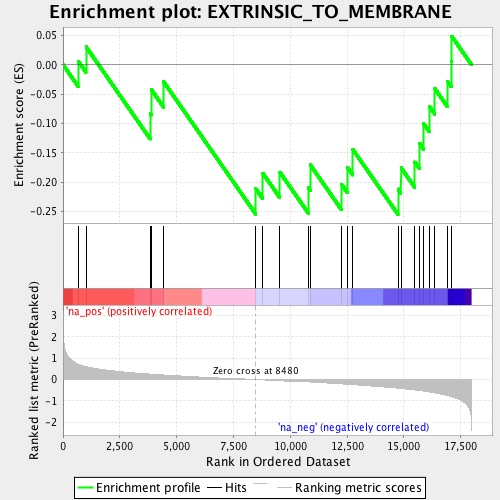 Enrichment plot: EXTRINSIC_TO_MEMBRANE
Enrichment score (ES)
0.05
0.00
-0.05
-0.10
-0.15
-0.20
-0.25
'na_pos' (positively correlated)
Ranked list metric (PreRanked)
3
2
1
0
-1
-2
Zero cross at 8480
'na_neg' (negatively correlated)
0 2,500 5,000 7,500 10,000 12,500 15,000 17,500
Rank in Ordered Dataset
Enrichment profile Hits Ranking metric scores